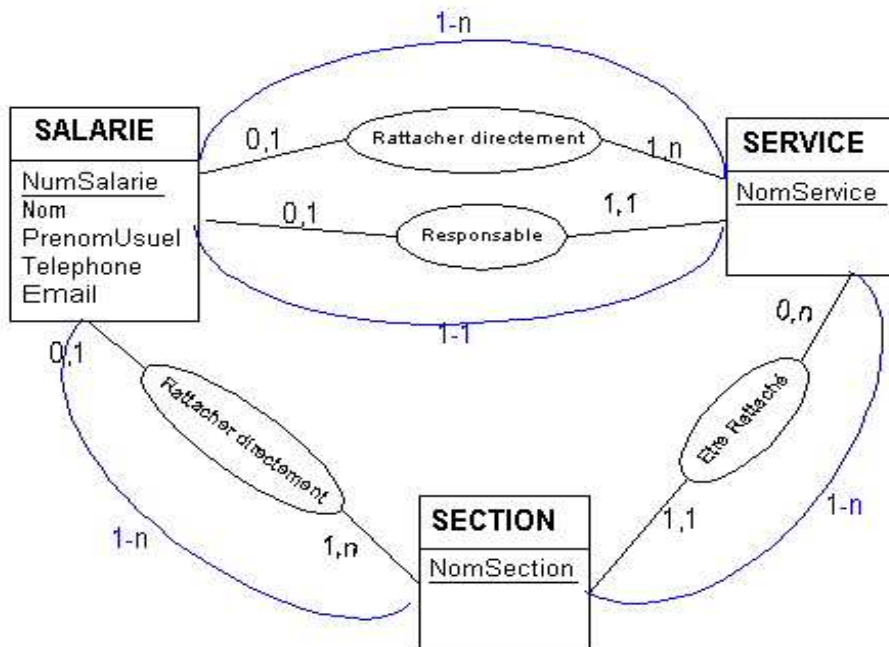 1-n
SALARIE
NumSalarie
Nom
PrenomUsuel
Telephone
Email
0,1
Rattacher directement
1,n
SERVICE
NomService
0,1
Responsable
1,1
1-1
0,1
Rattacher directement
1,n
1-n
0,n
Etre Rattaché
1,1
1-n
SECTION
NomSection